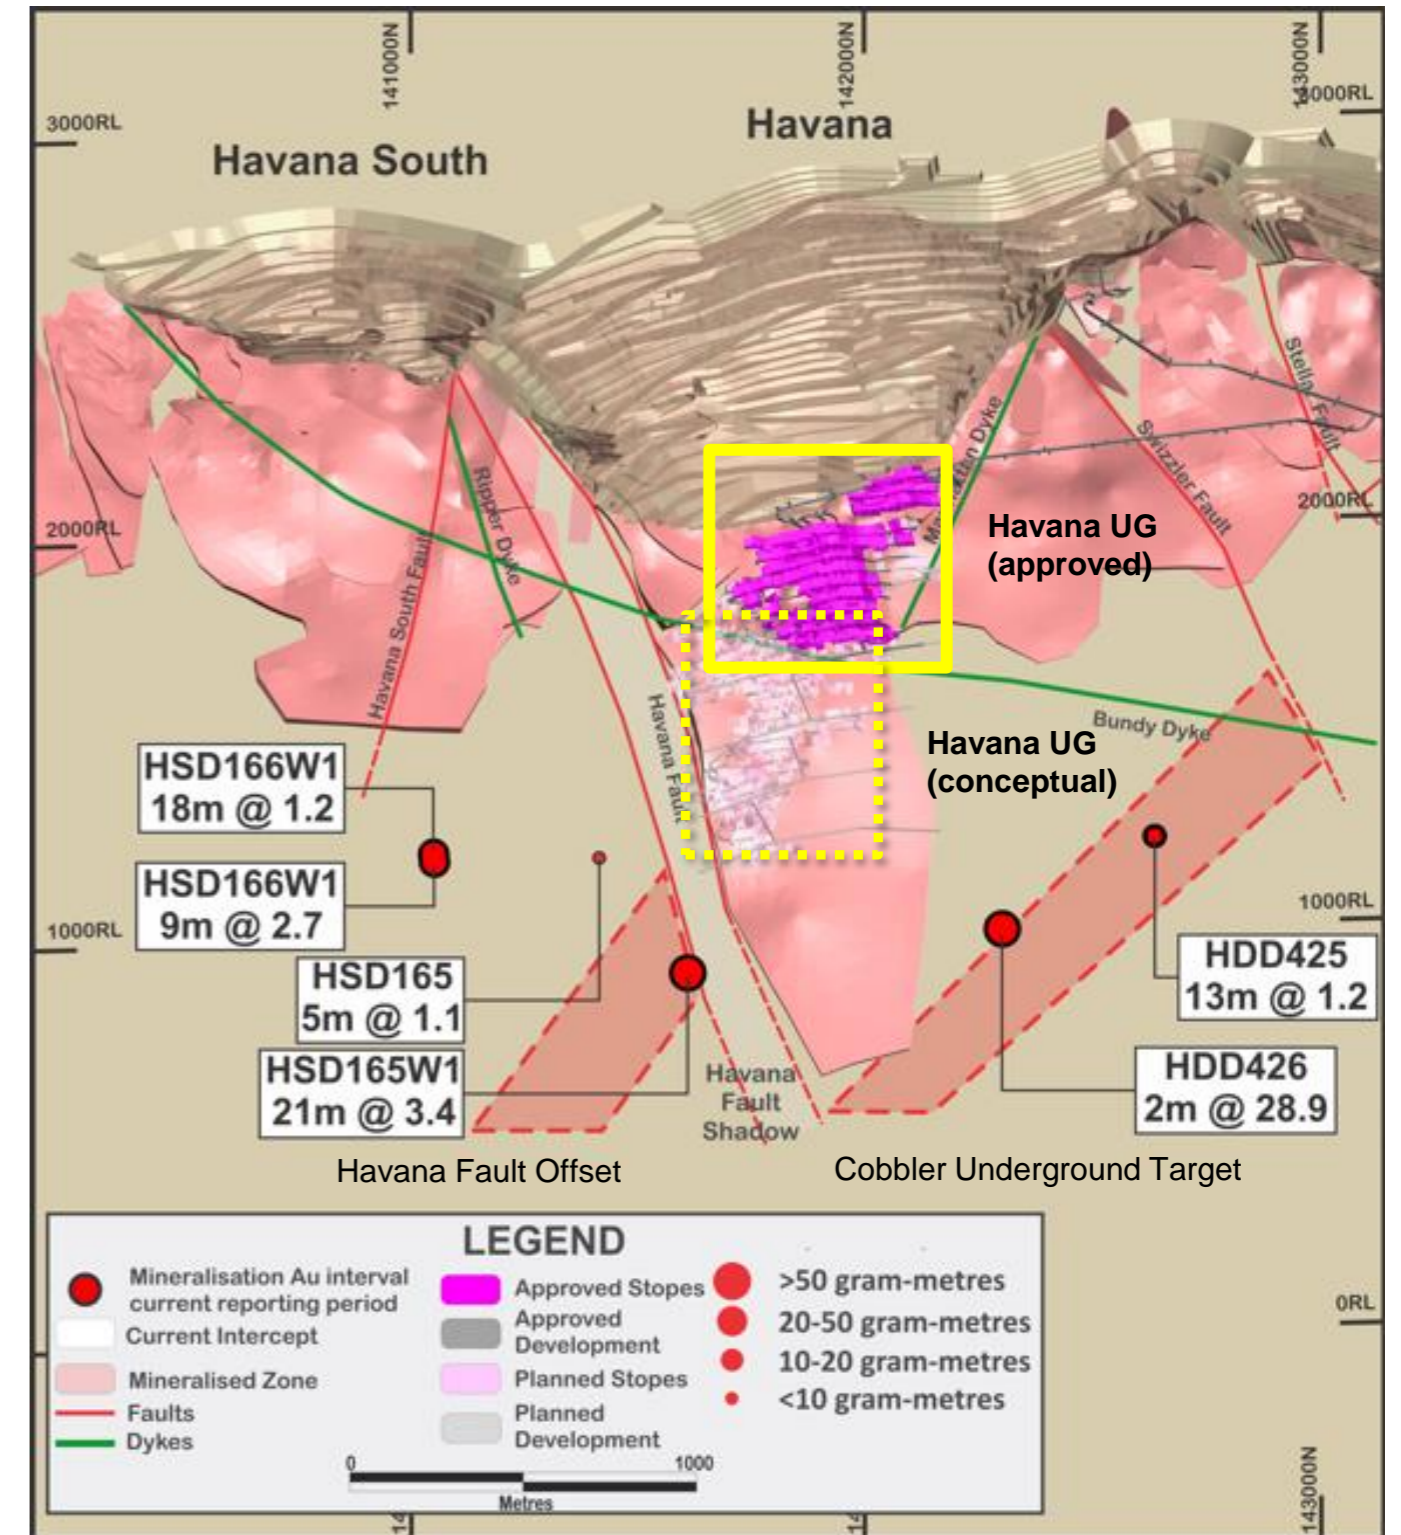 141000N
142000N
143000N
3000RL
3000RL
Havana
Havana South
Stella Fault
Swizzler Fault
Ripper Dyke
2000RL
2000RL
Havana UG
(approved)
Havana South Fault
Havana Fault
Bundy Dyke
Havana UG
(conceptual)
HSD166W1
18m @ 1.2
HSD166W1
9m @ 2.7
1000RL
1000RL
HSD165
5m @ 1.1
HDD425
13m @ 1.2
HSD165W1
21m @ 3.4
HDD426
2m @ 28.9
Havana
Fault
Shadow
Havana Fault Offset
Cobbler Underground Target
LEGEND
Mineralisation Au interval
current reporting period
Current Intercept
Mineralised Zone
Faults
Dykes
Approved Stopes
Approved
Development
Planned Stopes
Planned
Development
>50 gram-metres
20-50 gram-metres
10-20 gram-metres
<10 gram-metres
0RL
0
1000
Metres
14
14
143000N